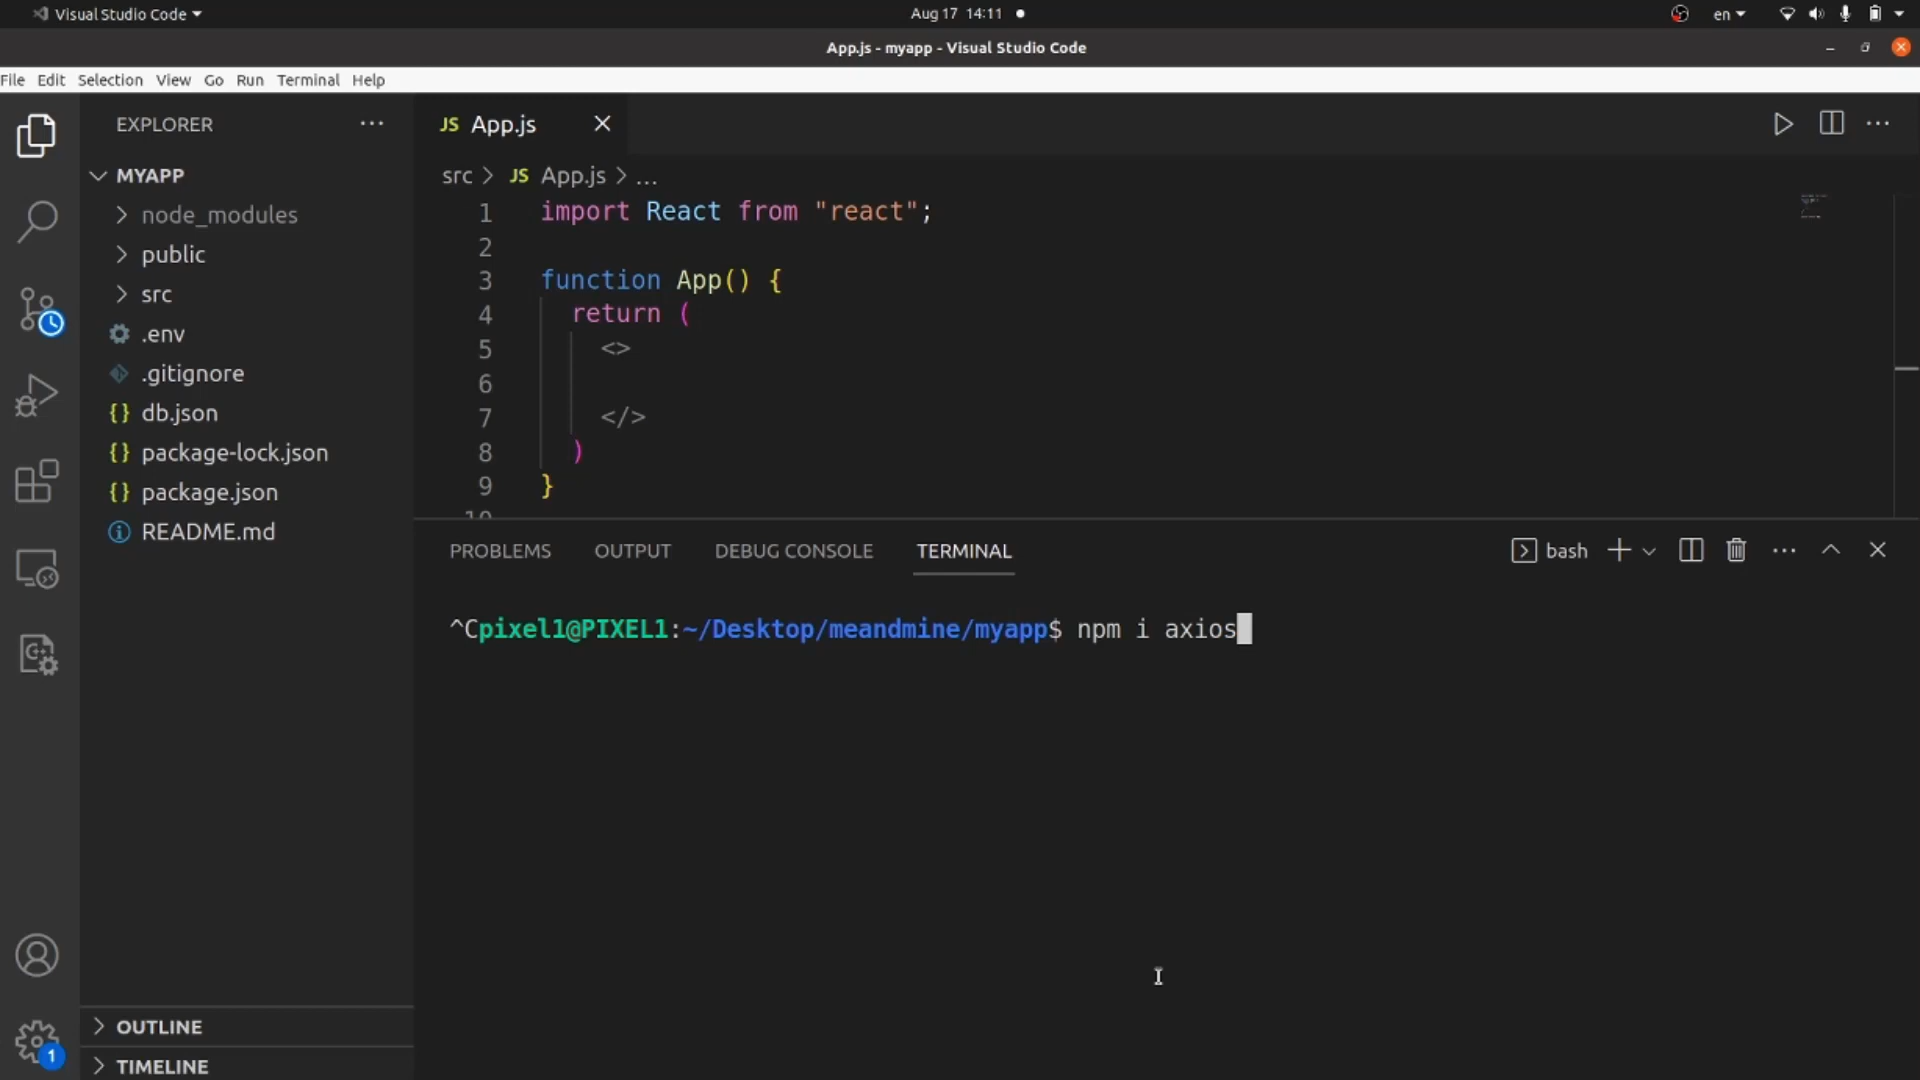 Visual Studio Code
Aug 17 14:11
en
App.js - myapp - Visual Studio Code
File Edit Selection View Go Run Terminal Help
EXPLORER
MYAPP
node_modules
public
src
.env
.gitignore
{} db.json
{} package-lock.json
{} package.json
README.md
OUTLINE
TIMELINE
1
JS App.js
src > JS App.js > ...
1 import React from "react";
2
3 function App() {
4 return (
5 <>
6
7 </>
8 )
9 }
10
PROBLEMS OUTPUT DEBUG CONSOLE TERMINAL
bash
^Cpixel1@PIXEL1:~/Desktop/meandmine/myapp$ npm i axios